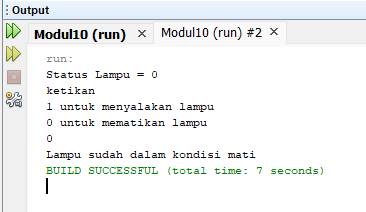 Output
Modul10 (run)
Modul10 (run) #2
run:
Status Lampu = 0
ketikan
1 untuk menyalakan lampu
0 untuk mematikan lampu
0
Lampu sudah dalam kondisi mati
BUILD SUCCESSFUL (total time: 7 seconds)